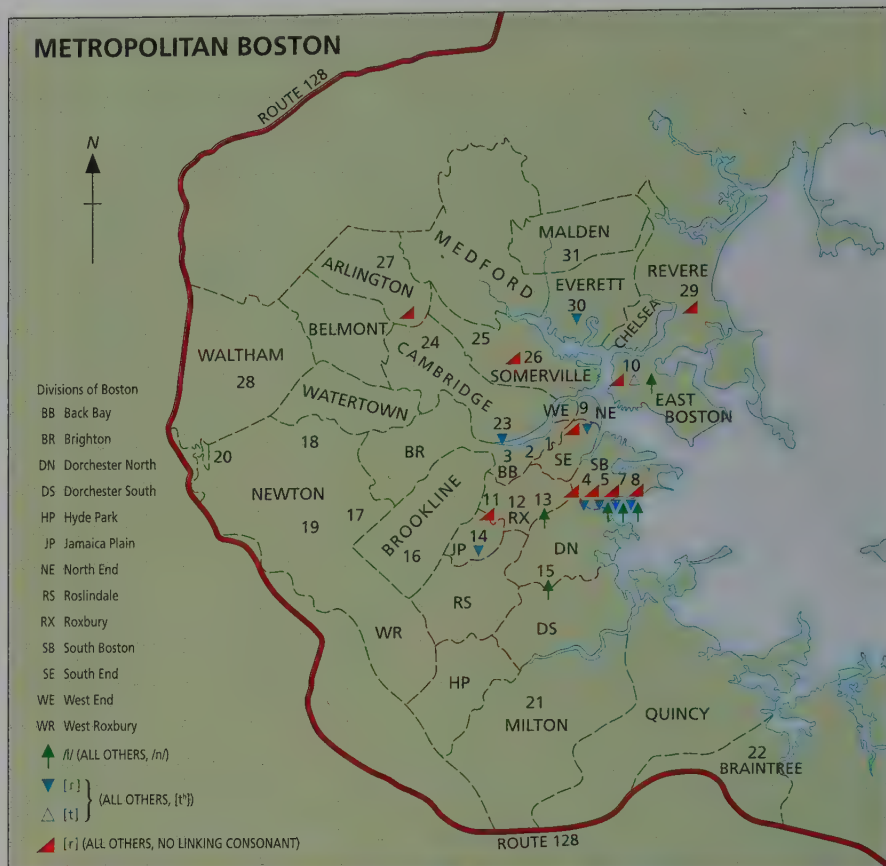 METROPOLITAN BOSTON
ROUTE 128
N
MEDFORD
MALDEN
31
27
ARLINGTON
EVERETT
30
REVERE
29
CHELSEA
BELMONT
24
25
26
SOMERVILLE
10
EAST
BOSTON
WALTHAM
28
CAMBRIDGE
WATERTOWN
WE
9
NE
23
20
18
BR
3
2
1
BB
SE
SB
4
5
7
8
NEWTON
19
17
BROOKLINE
16
11
12
RX
13
JP
14
DN
15
RS
DS
WR
HP
21
MILTON
QUINCY
22
BRAINTREE
ROUTE 128
Divisions of Boston
BB Back Bay
BR Brighton
DN Dorchester North
DS Dorchester South
HP Hyde Park
JP Jamaica Plain
NE North End
RS Roslindale
RX Roxbury
SB South Boston
SE South End
WE West End
WR West Roxbury
(ALL OTHERS, /n/)
[ɾ]
[t]
(ALL OTHERS, [tʰ])
[r] (ALL OTHERS, NO LINKING CONSONANT)